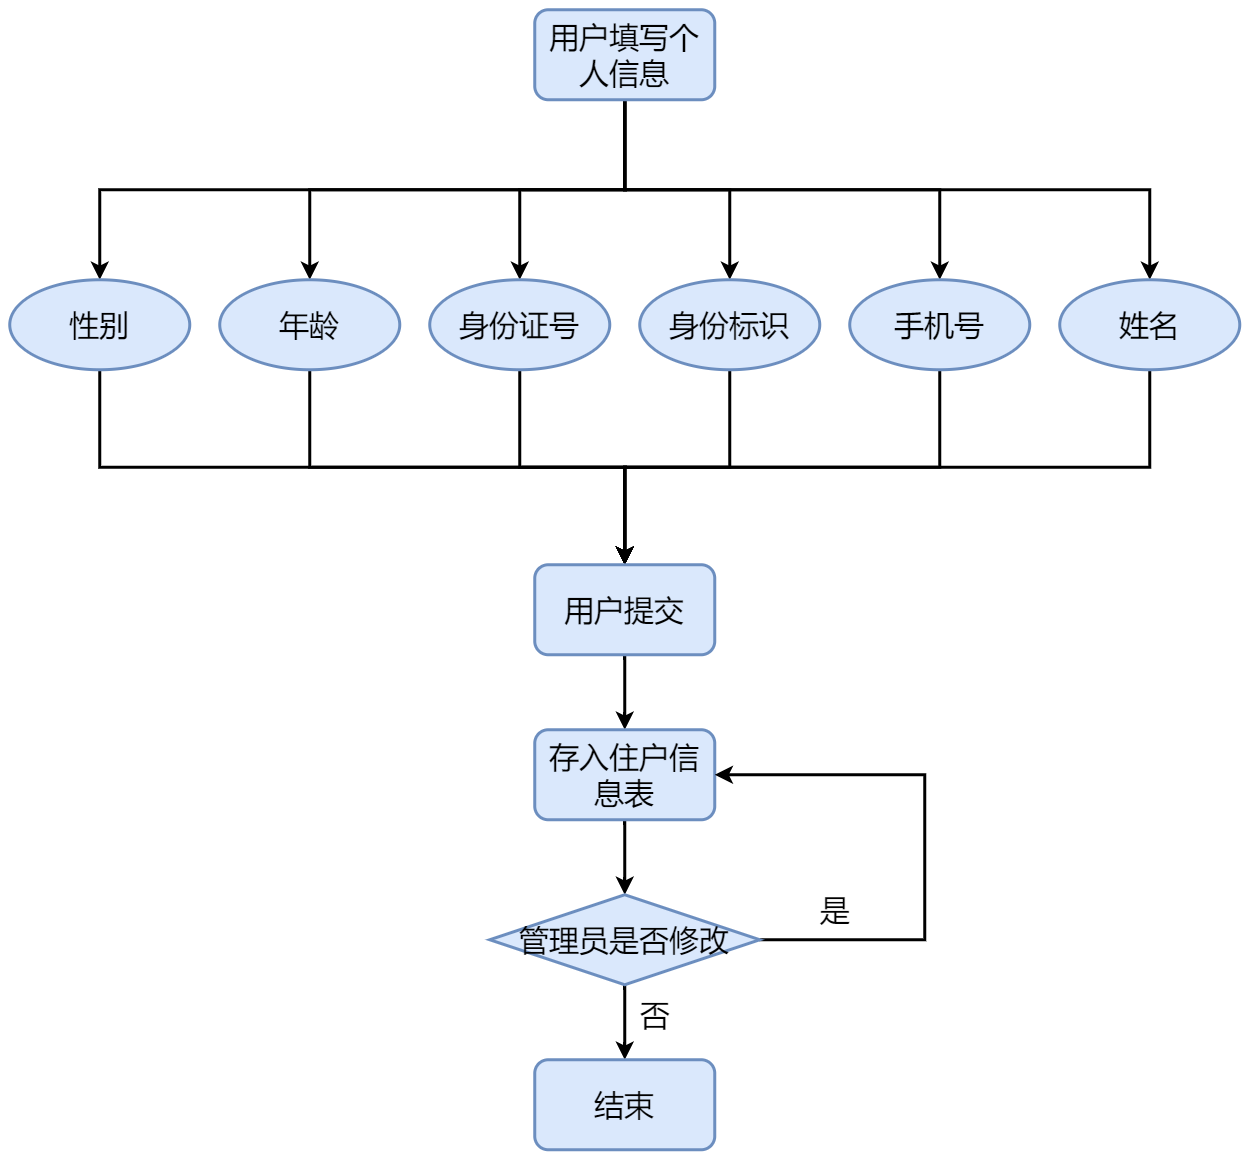 用户填写个
人信息
性别
年龄
身份证号
身份标识
手机号
姓名
用户提交
存入住户信
息表
是
管理员是否修改
否
结束